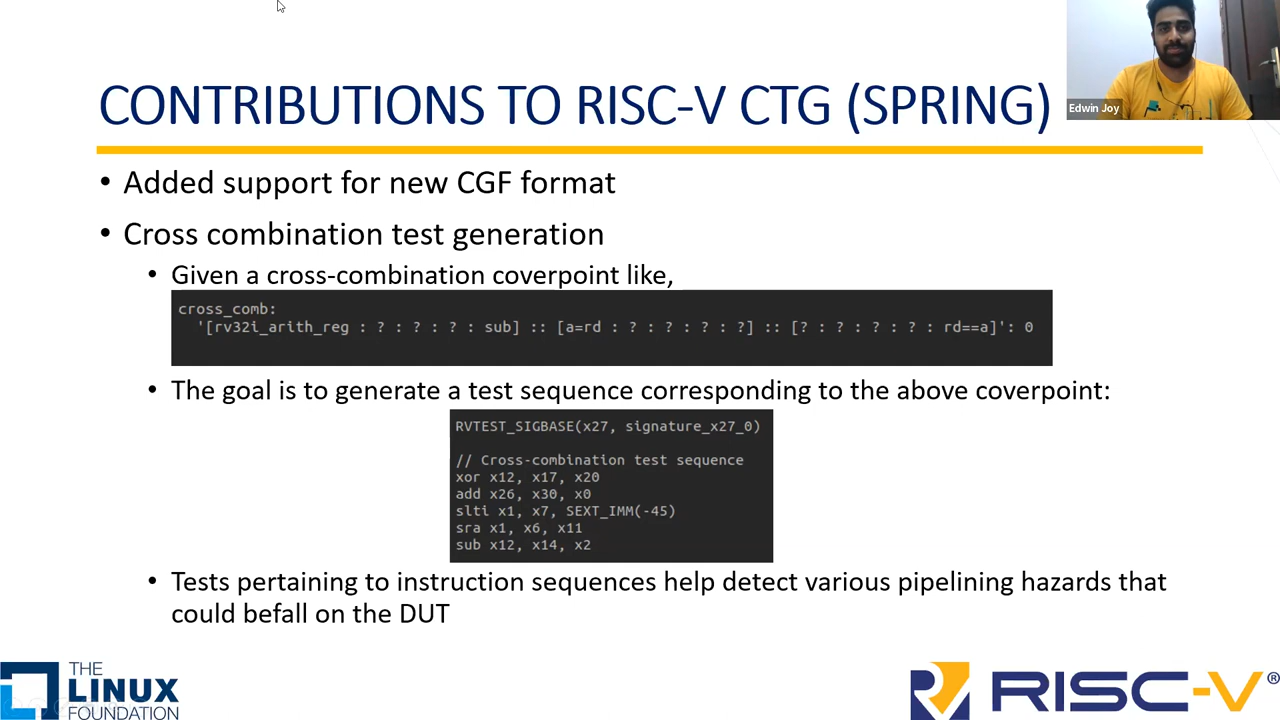 CONTRIBUTIONS TO RISC-V CTG (SPRING)
Edwin Joy
• Added support for new CGF format
• Cross combination test generation
• Given a cross-combination coverpoint like,
cross_comb:
'[rv32i_arith_reg : ? : ? : ? : sub] :: [a=rd : ? : ? : ? : ?] :: [? : ? : ? : ? : rd==a]': 0
• The goal is to generate a test sequence corresponding to the above coverpoint:
RVTEST_SIGBASE(x27, signature_x27_0)
// Cross-combination test sequence
xor x12, x17, x20
add x26, x30, x0
slti x1, x7, SEXT_IMM(-45)
sra x1, x6, x11
sub x12, x14, x2
• Tests pertaining to instruction sequences help detect various pipelining hazards that
could befall on the DUT
THE
LINUX
FOUNDATION
RISC-V®